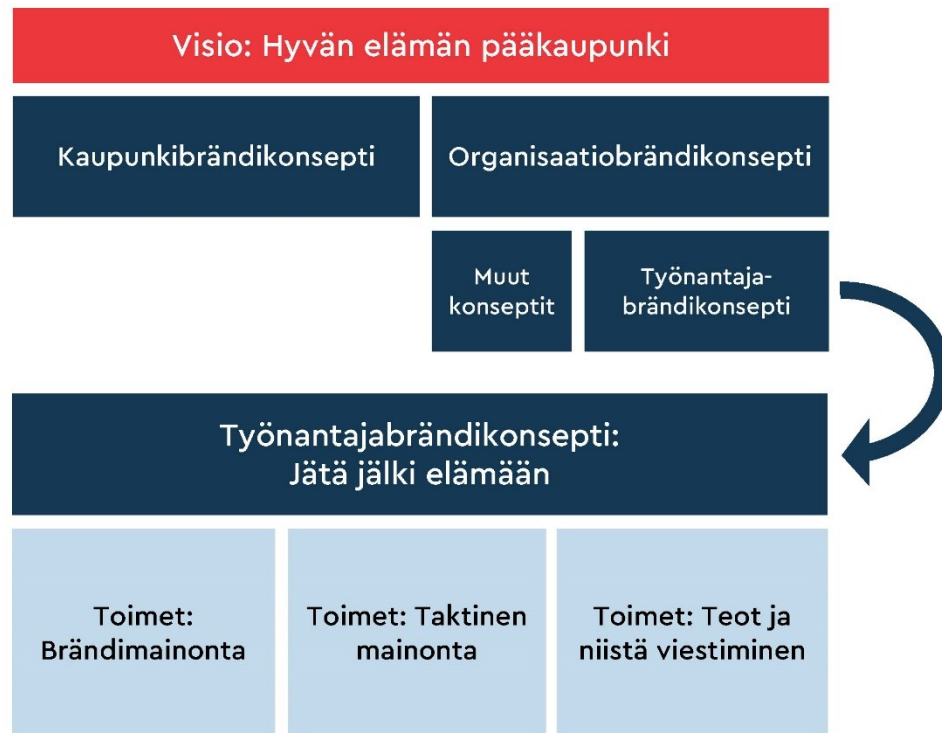 Visio: Hyvän elämän pääkaupunki
Kaupunkibrändikonsepti
Organisaatiobrändikonsepti
Muut
konseptit
Työnantaja-
brändikonsepti
Työnantajabrändikonsepti:
Jätä jälki elämään
Toimet:
Brändimainonta
Toimet: Taktinen
mainonta
Toimet: Teot ja
niistä viestiminen